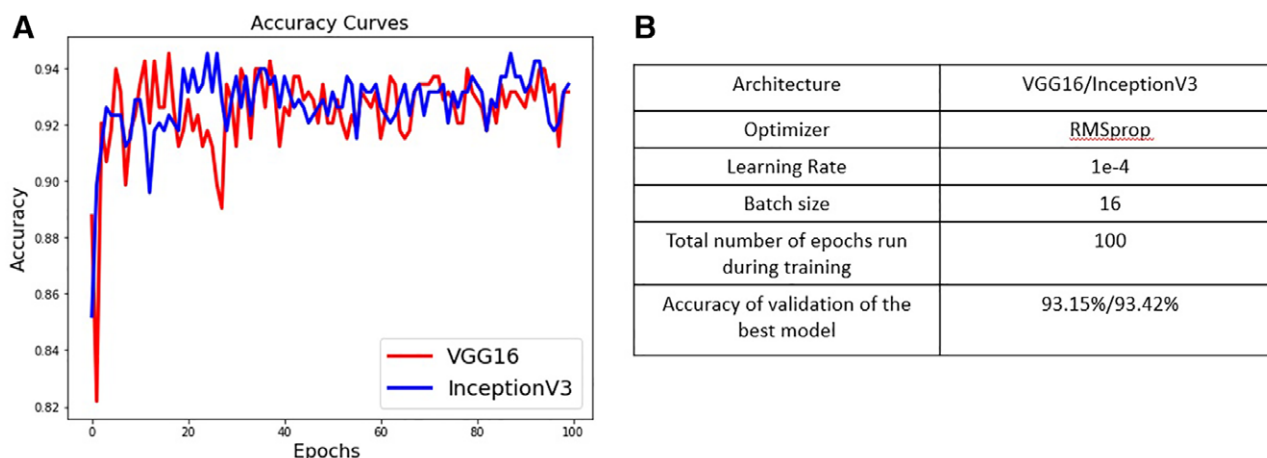 A
Accuracy Curves
Accuracy
0.94
0.92
0.90
0.88
0.86
0.84
0.82
0
20
40
60
80
100
Epochs
VGG16
InceptionV3
B
Architecture
VGG16/InceptionV3
Optimizer
RMSprop
Learning Rate
1e-4
Batch size
16
Total number of epochs run
during training
100
Accuracy of validation of the
best model
93.15%/93.42%